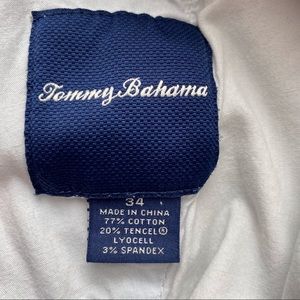 Tommy Bahama
34
MADE IN CHINA
77% COTTON
20% TENCEL®
LYOCELL
3% SPANDEX